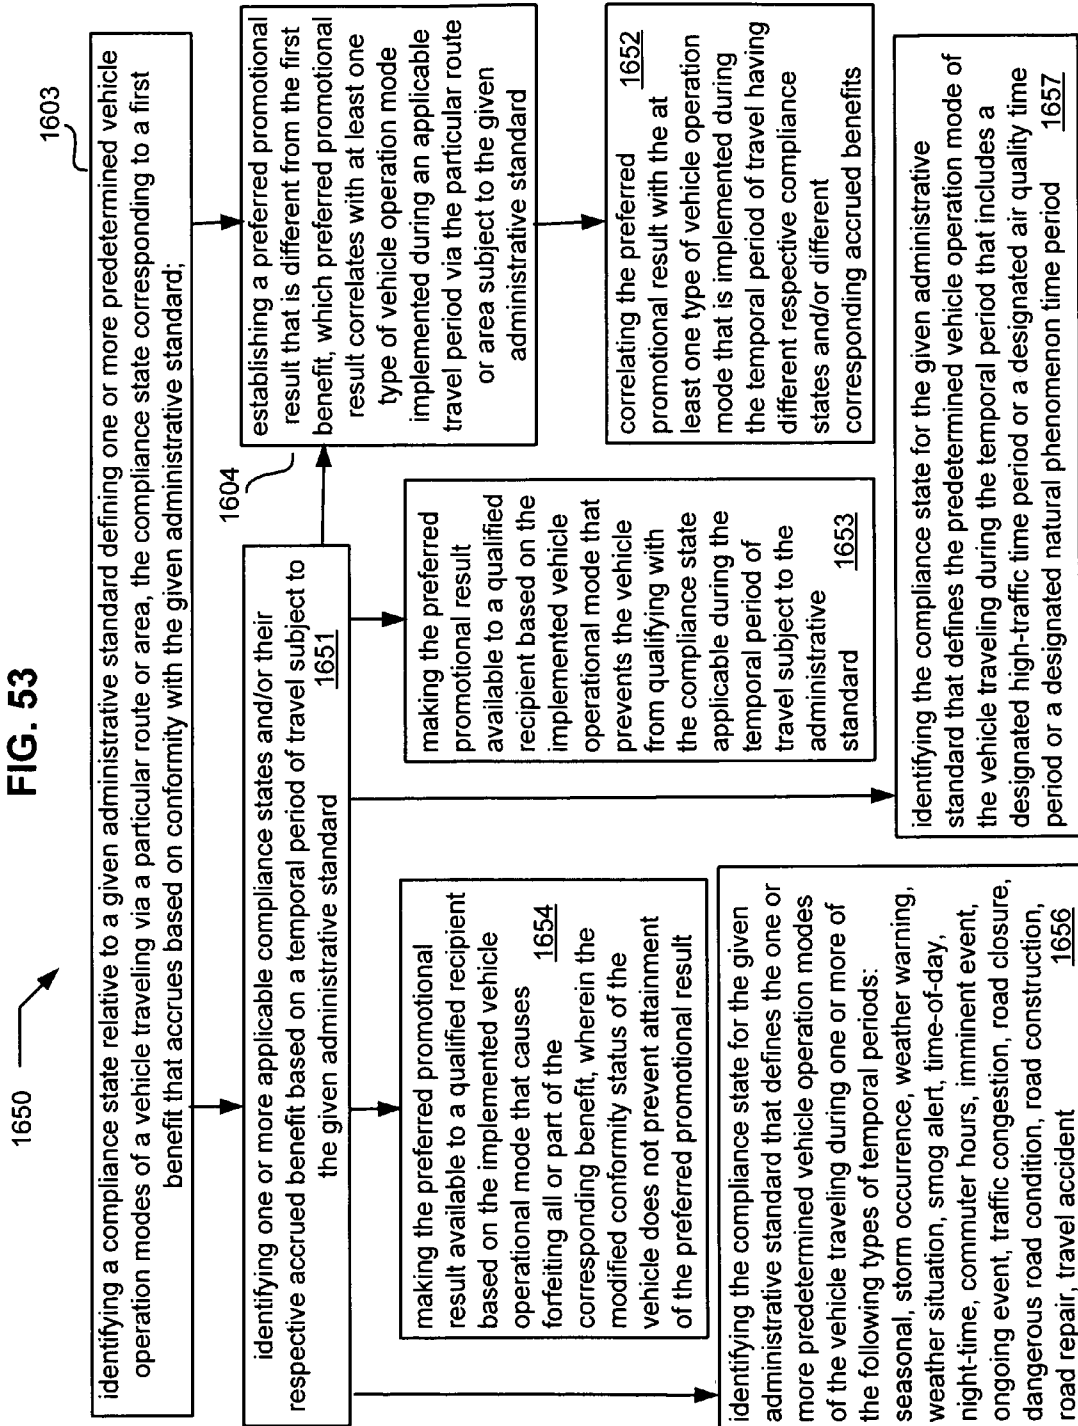 FIG. 53
1650
1603
identifying a compliance state relative to a given administrative standard defining one or more predetermined vehicle
operation modes of a vehicle traveling via a particular route or area, the compliance state corresponding to a first
benefit that accrues based on conformity with the given administrative standard;
identifying one or more applicable compliance states and/or their
respective accrued benefit based on a temporal period of travel subject to
the given administrative standard
1651
1604
establishing a preferred promotional
result that is different from the first
benefit, which preferred promotional
result correlates with at least one
type of vehicle operation mode
implemented during an applicable
travel period via the particular route
or area subject to the given
administrative standard
making the preferred promotional
result available to a qualified recipient
based on the implemented vehicle
operational mode that causes
forfeiting all or part of the 1654
corresponding benefit, wherein the
modified conformity status of the
vehicle does not prevent attainment
of the preferred promotional result
making the preferred
promotional result
available to a qualified
recipient based on the
implemented vehicle
operational mode that
prevents the vehicle
from qualifying with
the compliance state
applicable during the
temporal period of
travel subject to the
administrative
standard 1653
correlating the preferred
promotional result with the at 1652
least one type of vehicle operation
mode that is implemented during
the temporal period of travel having
different respective compliance
states and/or different
corresponding accrued benefits
identifying the compliance state for the given
administrative standard that defines the one or
more predetermined vehicle operation modes
of the vehicle traveling during one or more of
the following types of temporal periods:
seasonal, storm occurrence, weather warning,
weather situation, smog alert, time-of-day,
night-time, commuter hours, imminent event,
ongoing event, traffic congestion, road closure,
dangerous road condition, road construction,
road repair, travel accident 1656
identifying the compliance state for the given administrative
standard that defines the predetermined vehicle operation mode of
the vehicle traveling during the temporal period that includes a
designated high-traffic time period or a designated air quality time
period or a designated natural phenomenon time period 1657